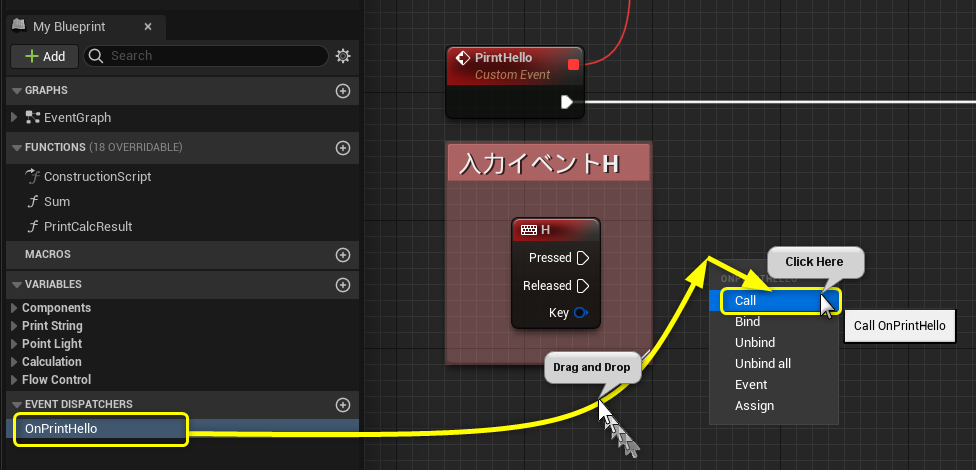 My Blueprint
Add
Search
GRAPHS
EventGraph
FUNCTIONS (18 OVERRIDABLE)
ConstructionScript
Sum
PrintCalcResult
MACROS
VARIABLES
Components
Print String
Point Light
Calculation
Flow Control
EVENT DISPATCHERS
OnPrintHello
PirntHello
Custom Event
入力イベントH
H
Pressed
Released
Key
Drag and Drop
Click Here
ONPRINTHELLO
Call
Bind
Unbind
Unbind all
Event
Assign
Call OnPrintHello